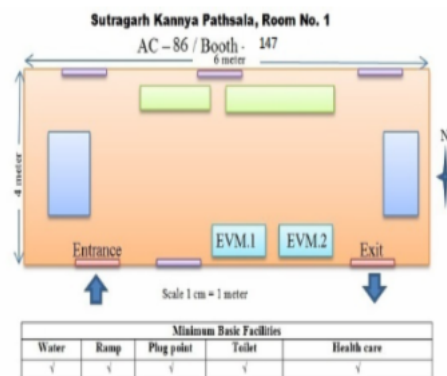 Sutragarh Kannya Pathsala, Room No. 1
AC – 86 / Booth - 147
6 meter
4 meter
N
EVM.1 EVM.2
Entrance Exit
Scale 1 cm = 1 meter
Minimum Basic Facilities
Water Ramp Plug point Toilet Health care
√ √ √ √ √